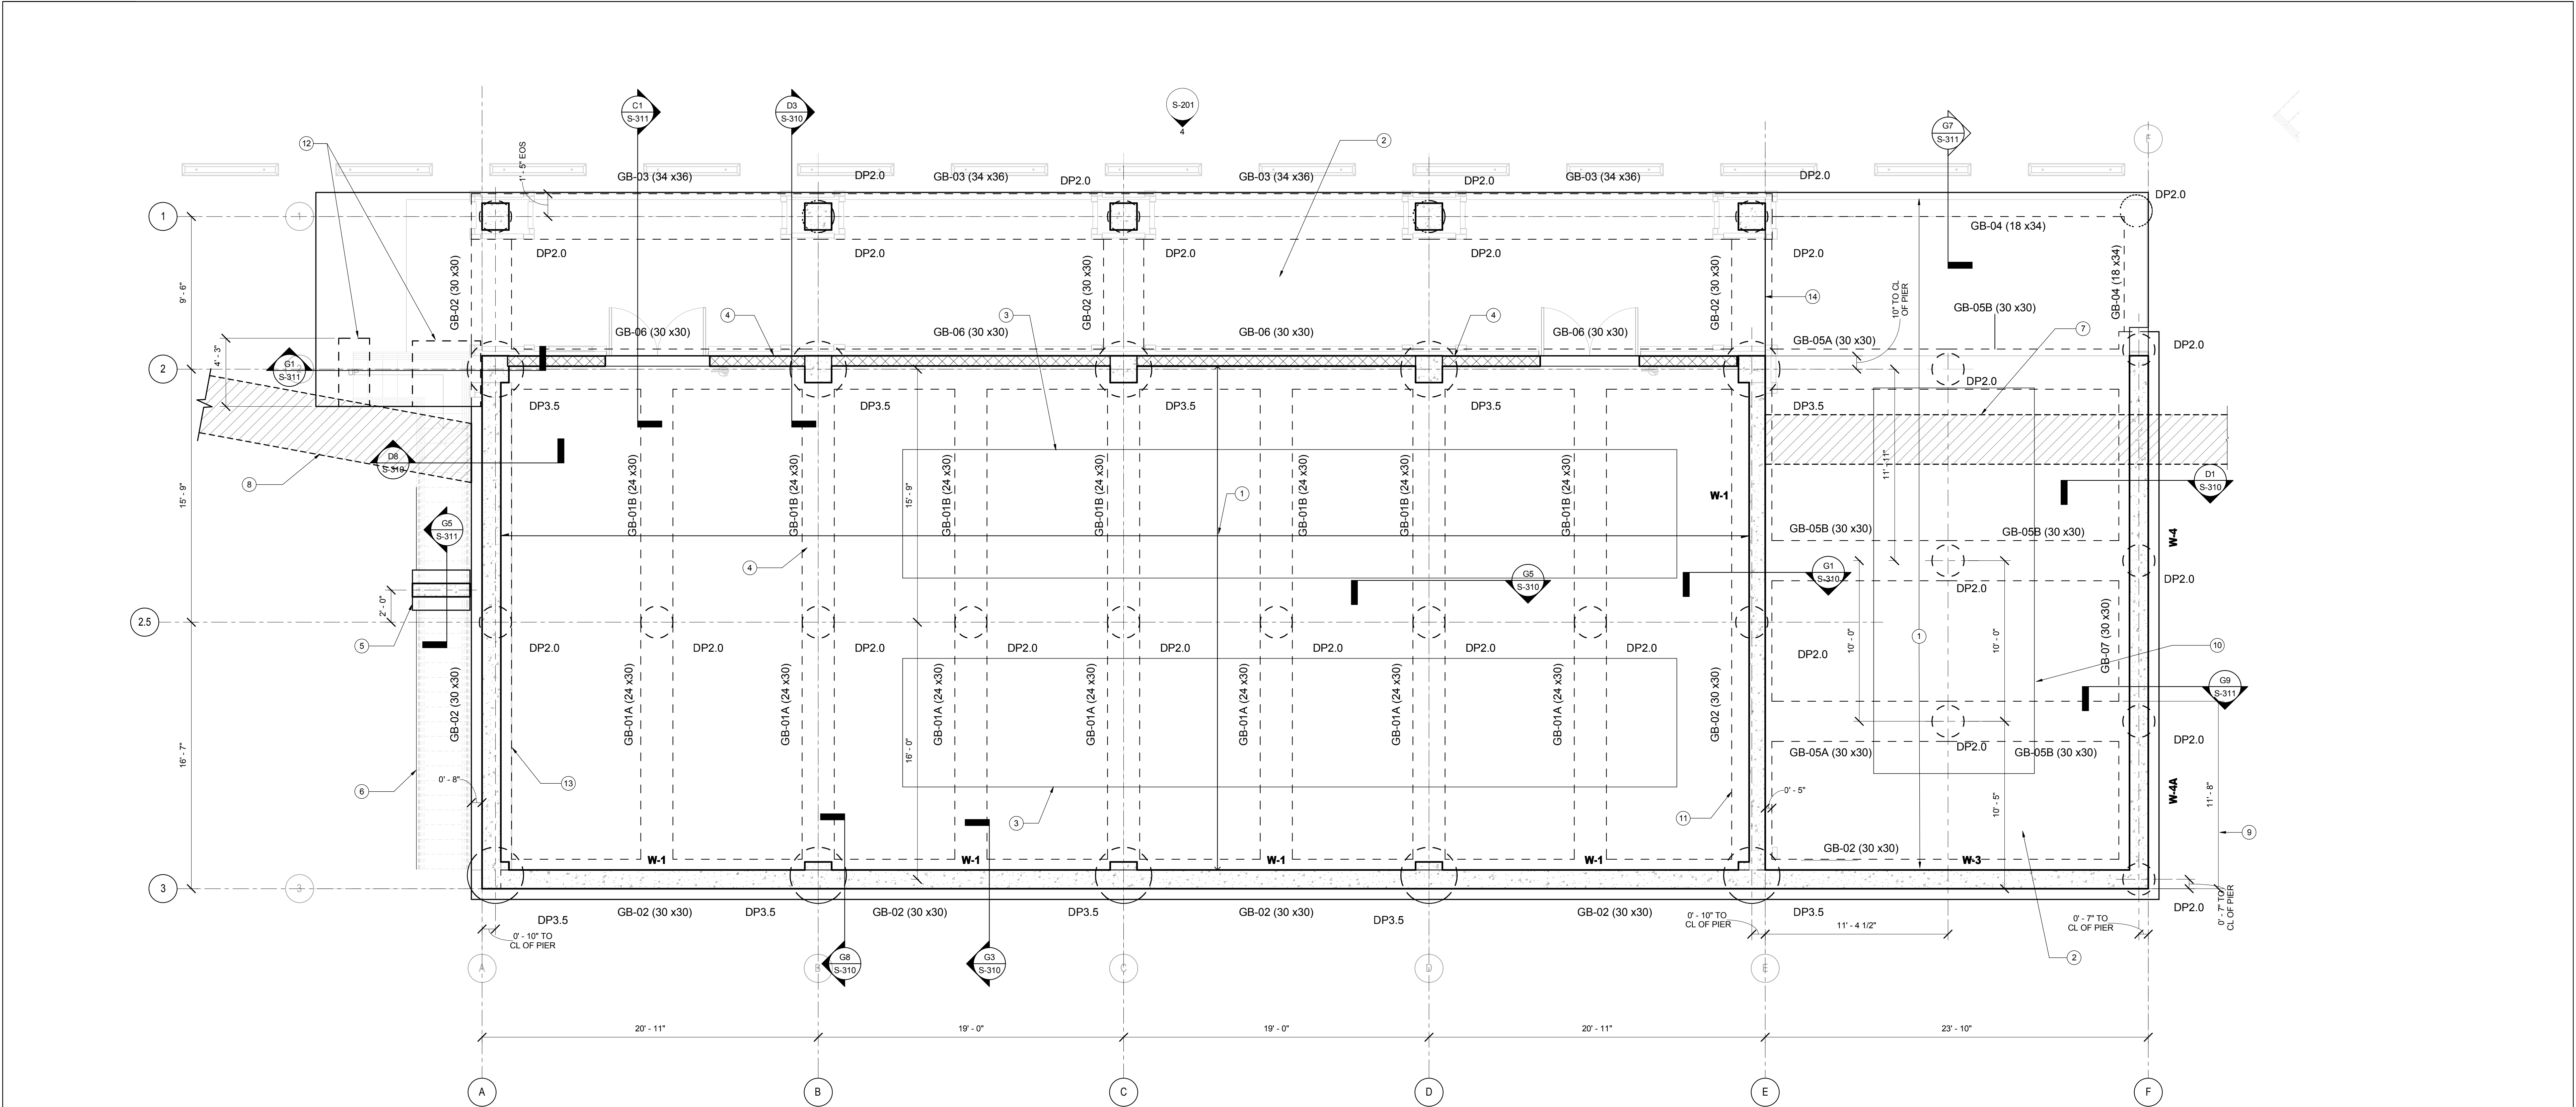 C1
S-311
D3
S-310
S-201
4
G7
S-311
F
12
2
1' - 5" EOS
GB-03 (34 x36)
DP2.0
GB-03 (34 x36)
DP2.0
GB-03 (34 x36)
DP2.0
GB-03 (34 x36)
DP2.0
DP2.0
1
1
GB-04 (18 x34)
DP2.0
DP2.0
DP2.0
DP2.0
DP2.0
9' - 6"
GB-02 (30 x30)
GB-02 (30 x30)
GB-02 (30 x30)
14
10" TO CL
OF PIER
GB-05B (30 x30)
GB-04 (18 x34)
4
3
4
7
GB-06 (30 x30)
GB-06 (30 x30)
GB-06 (30 x30)
GB-06 (30 x30)
GB-05A (30 x30)
DP2.0
4' - 3"
2
G1
S-311
UP
DP2.0
DP3.5
DP3.5
DP3.5
DP3.5
DP3.5
8
D8
S-310
15' - 9"
GB-01B (24 x30)
GB-01B (24 x30)
15' - 9"
GB-01B (24 x30)
GB-01B (24 x30)
GB-01B (24 x30)
GB-01B (24 x30)
GB-01B (24 x30)
1
W-1
11' - 11"
D1
S-310
G5
S-311
GB-05B (30 x30)
GB-05B (30 x30)
W-4
4
G5
S-310
G1
S-310
DP2.0
DP2.0
2' - 0"
2.5
5
DP2.0
DP2.0
DP2.0
DP2.0
DP2.0
DP2.0
DP2.0
DP2.0
DP2.0
10' - 0"
1
10' - 0"
GB-07 (30 x30)
10
GB-02 (30 x30)
GB-01A (24 x30)
GB-01A (24 x30)
GB-01A (24 x30)
GB-01A (24 x30)
GB-01A (24 x30)
GB-01A (24 x30)
GB-01A (24 x30)
GB-02 (30 x30)
G9
S-311
16' - 7"
16' - 0"
GB-05A (30 x30)
DP2.0
GB-05B (30 x30)
DP2.0
6
0' - 8"
13
3
11
0' - 5"
10' - 5"
W-4A
11' - 8"
9
W-1
W-1
W-1
W-1
GB-02 (30 x30)
W-3
3
3
DP3.5
GB-02 (30 x30)
DP3.5
GB-02 (30 x30)
DP3.5
GB-02 (30 x30)
DP3.5
GB-02 (30 x30)
DP3.5
DP2.0
0' - 7" TO
CL OF PIER
0' - 10" TO
CL OF PIER
0' - 10" TO
CL OF PIER
11' - 4 1/2"
0' - 7" TO
CL OF PIER
G8
S-310
G3
S-310
2
A
B
C
D
E
20' - 11"
19' - 0"
19' - 0"
20' - 11"
23' - 10"
A
B
C
D
E
F